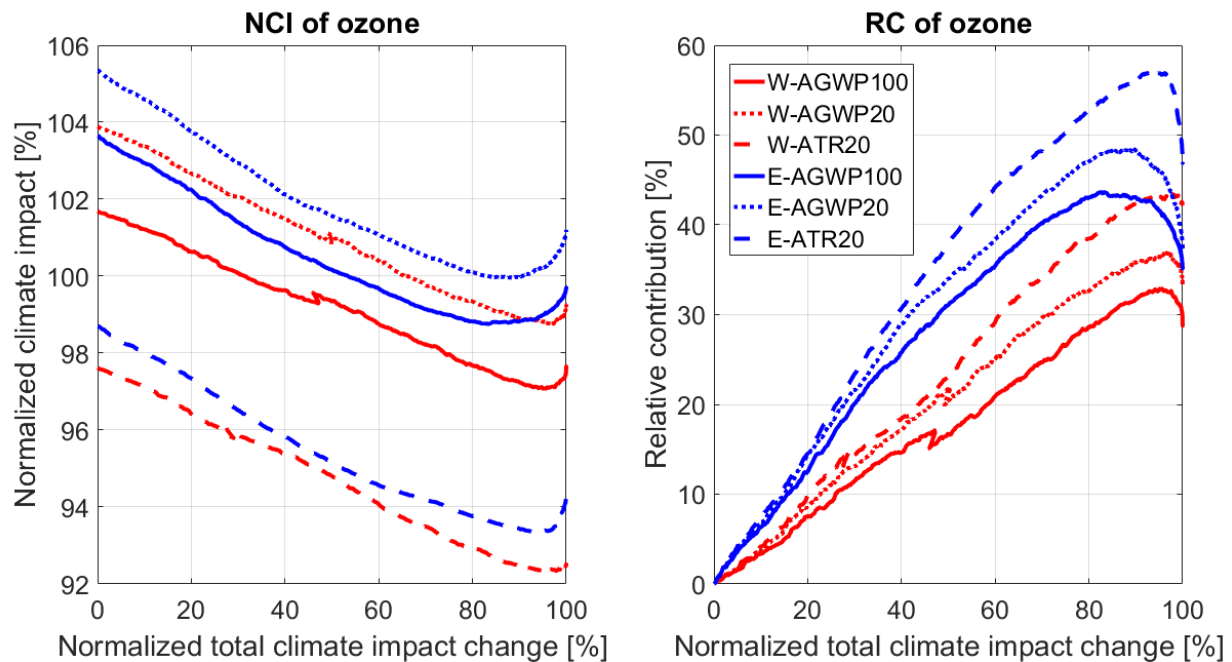 NCI of ozone
Normalized climate impact [%]
106
104
102
100
98
96
94
92
0 20 40 60 80 100
Normalized total climate impact change [%]
RC of ozone
Relative contribution [%]
60
50
40
30
20
10
0
W-AGWP100
W-AGWP20
W-ATR20
E-AGWP100
E-AGWP20
E-ATR20
0 20 40 60 80 100
Normalized total climate impact change [%]